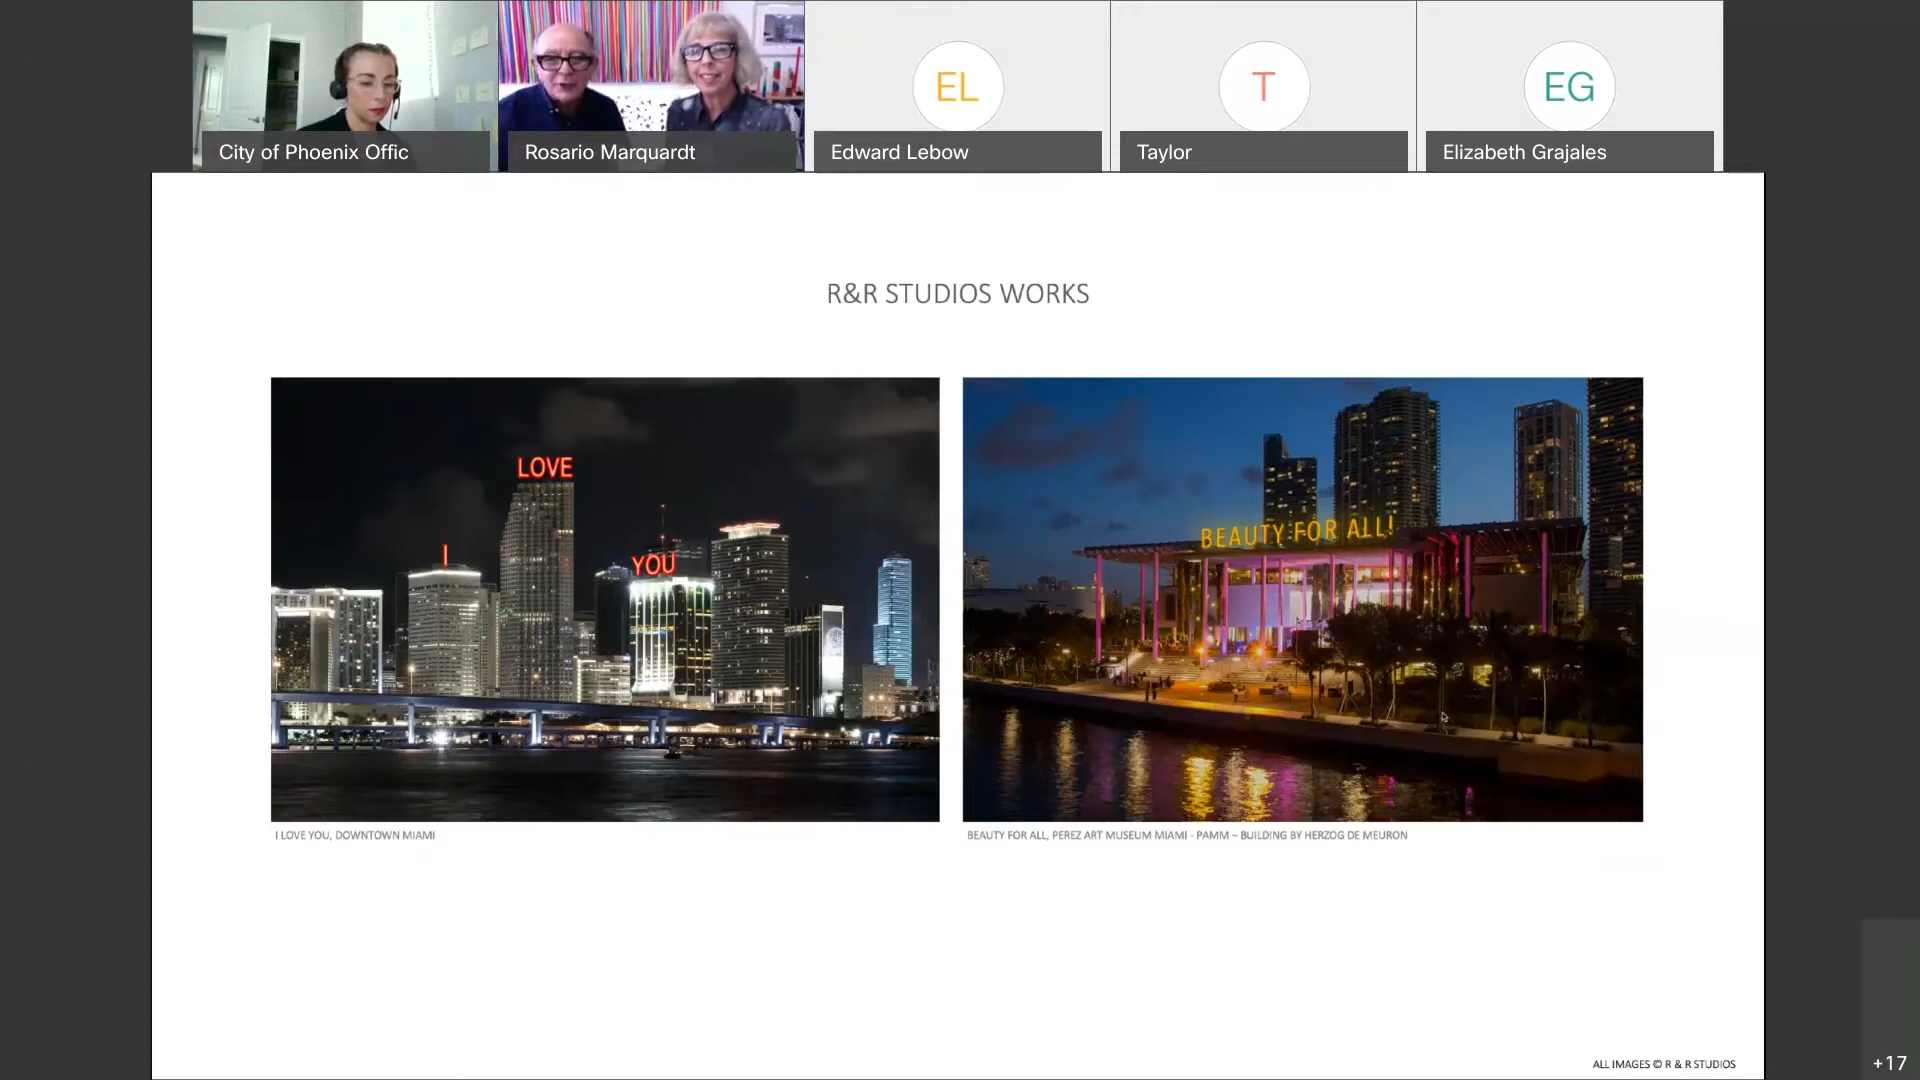 EL
T
EG
City of Phoenix Offic
Rosario Marquardt
Edward Lebow
Taylor
Elizabeth Grajales
R&R STUDIOS WORKS
LOVE
I
YOU
BEAUTY FOR ALL!
I LOVE YOU, DOWNTOWN MIAMI
BEAUTY FOR ALL, PEREZ ART MUSEUM MIAMI - PAMM – BUILDING BY HERZOG DE MEURON
ALL IMAGES © R & R STUDIOS
+17